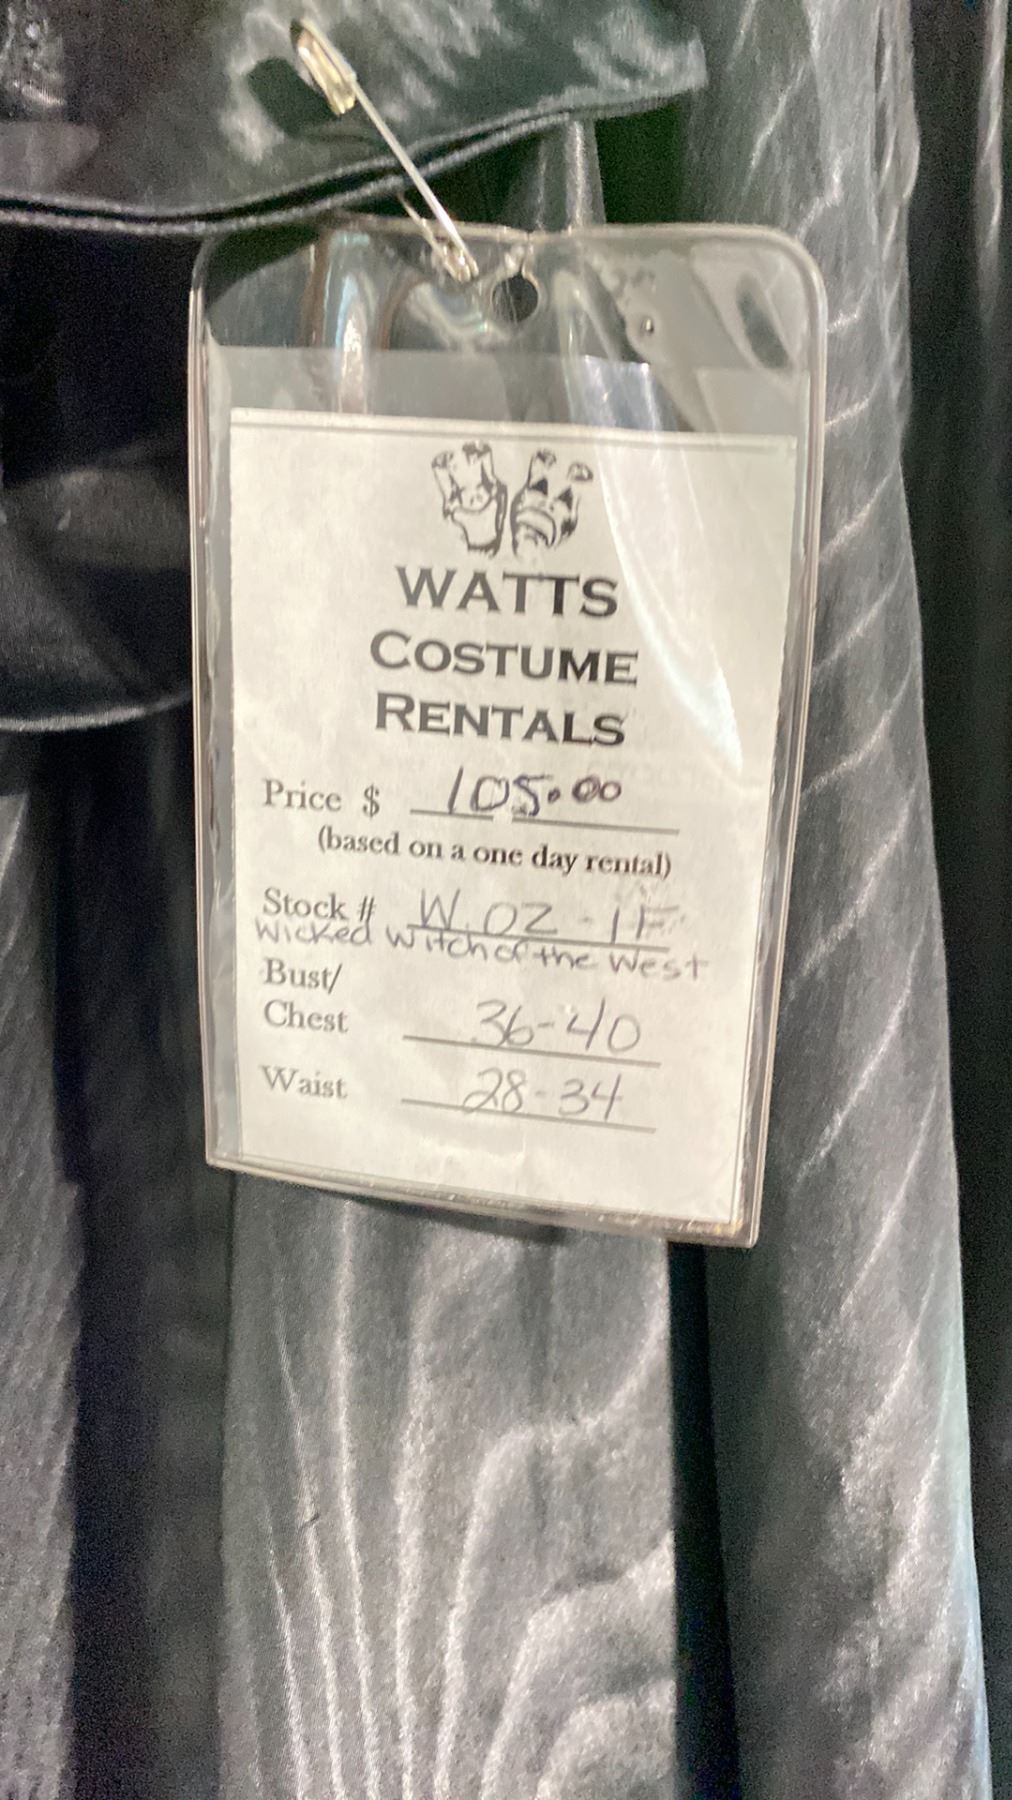 WATTS
COSTUME
RENTALS
Price $ 105.00
(based on a one day rental)
Stock # W.OZ-1F
Wicked Witch of the West
Bust/
Chest 36-40
Waist 28-34